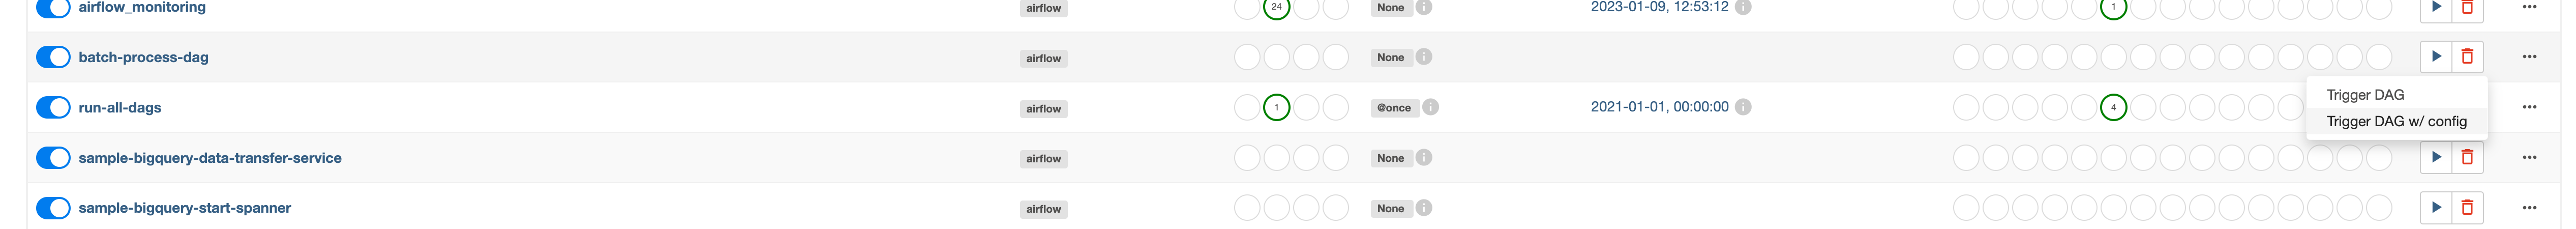 airflow_monitoring airflow 24 None 2023-01-09, 12:53:12 1
batch-process-dag airflow None
Trigger DAG
run-all-dags airflow 1 @once 2021-01-01, 00:00:00 4
Trigger DAG w/ config
sample-bigquery-data-transfer-service airflow None
sample-bigquery-start-spanner airflow None